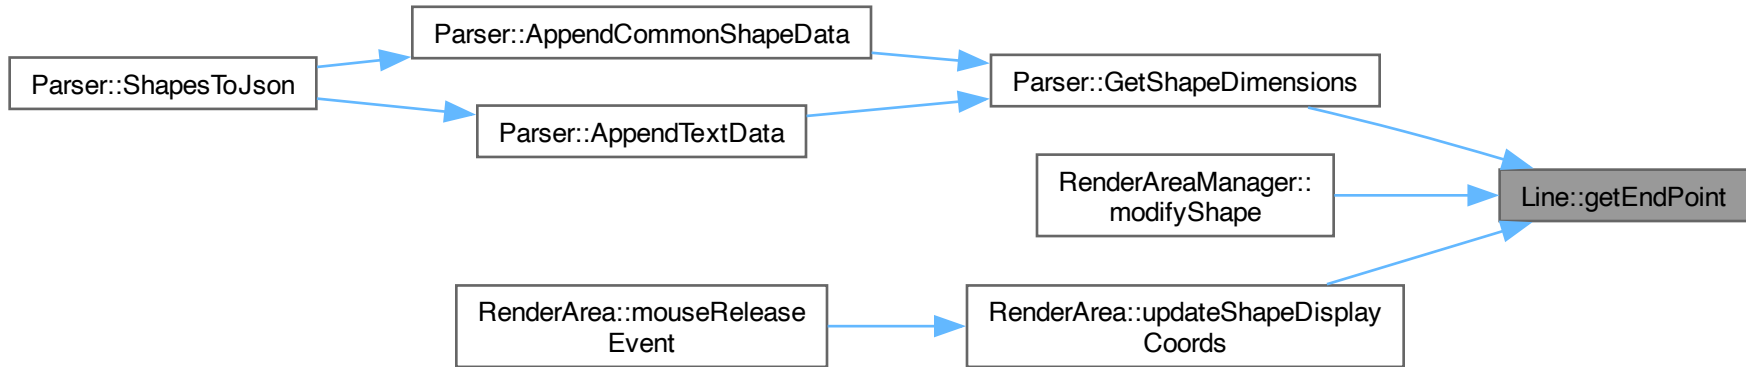 Parser::AppendCommonShapeData
Parser::ShapesToJson
Parser::GetShapeDimensions
Parser::AppendTextData
RenderAreaManager::
modifyShape
Line::getEndPoint
RenderArea::mouseRelease
Event
RenderArea::updateShapeDisplay
Coords